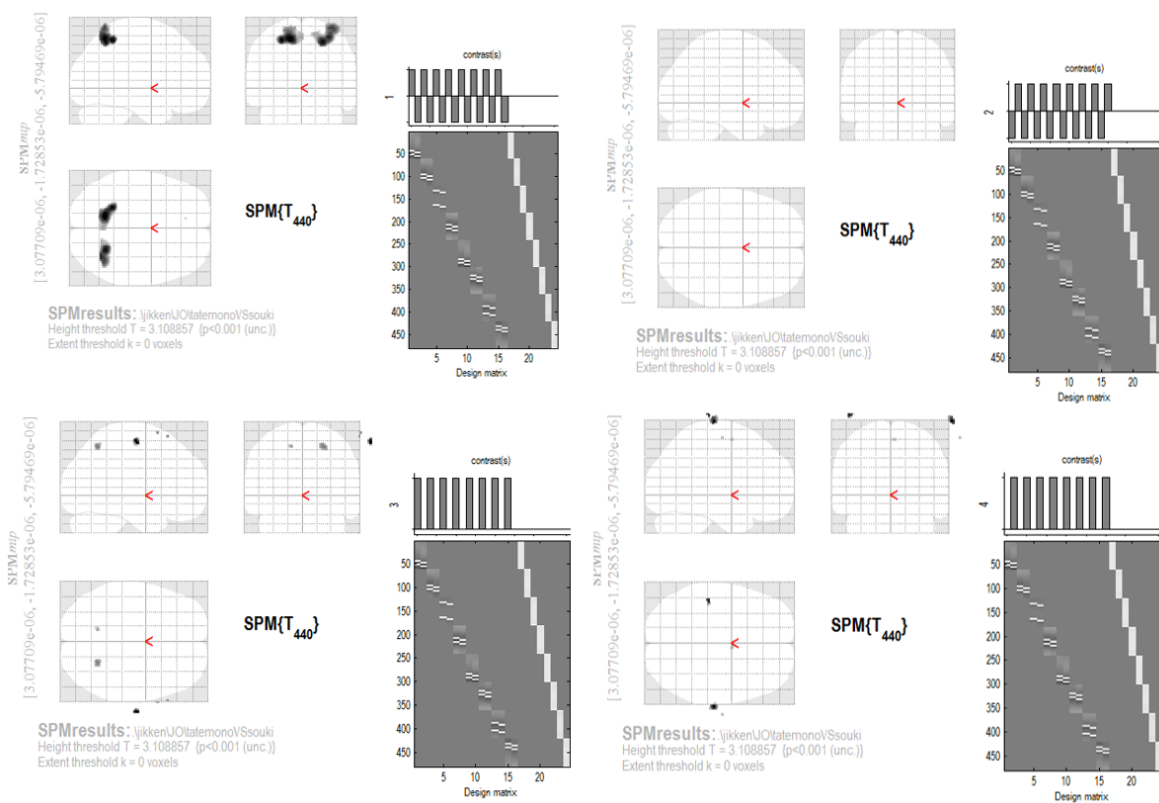 SPMmip
[3.07709e-06, -1.72853e-06, -5.79469e-06]
contrast(s)
1
SPM{T440}
50
100
150
200
250
300
350
400
450
5 10 15 20
Design matrix
SPMresults: .\jikken\JO\tatemono\VSsouki
Height threshold T = 3.108857 {p<0.001 (unc.)}
Extent threshold k = 0 voxels
SPMmip
[3.07709e-06, -1.72853e-06, -5.79469e-06]
contrast(s)
2
SPM{T440}
50
100
150
200
250
300
350
400
450
5 10 15 20
Design matrix
SPMresults: .\jikken\JO\tatemono\VSsouki
Height threshold T = 3.108857 {p<0.001 (unc.)}
Extent threshold k = 0 voxels
SPMmip
[3.07709e-06, -1.72853e-06, -5.79469e-06]
contrast(s)
3
SPM{T440}
50
100
150
200
250
300
350
400
450
5 10 15 20
Design matrix
SPMresults: .\jikken\JO\tatemono\VSsouki
Height threshold T = 3.108857 {p<0.001 (unc.)}
Extent threshold k = 0 voxels
SPMmip
[3.07709e-06, -1.72853e-06, -5.79469e-06]
contrast(s)
4
SPM{T440}
50
100
150
200
250
300
350
400
450
5 10 15 20
Design matrix
SPMresults: .\jikken\JO\tatemono\VSsouki
Height threshold T = 3.108857 {p<0.001 (unc.)}
Extent threshold k = 0 voxels